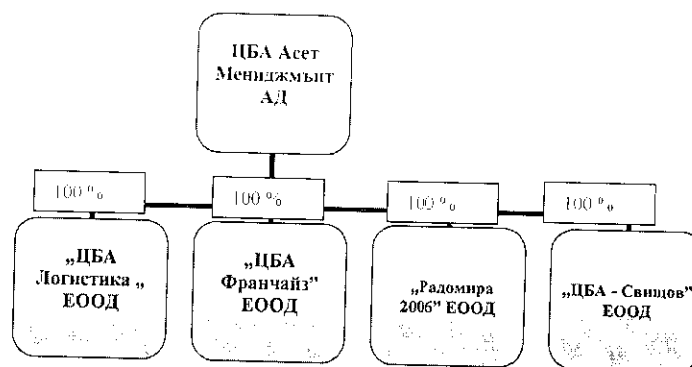 ЦБА Асет
Мениджмънт
АД
100 %
100 %
100 %
100 %
„ЦБА
Логистика „
ЕООД
„ЦБА
Франчайз”
ЕООД
„Радомира
2006” ЕООД
„ЦБА - Свищов”
ЕООД